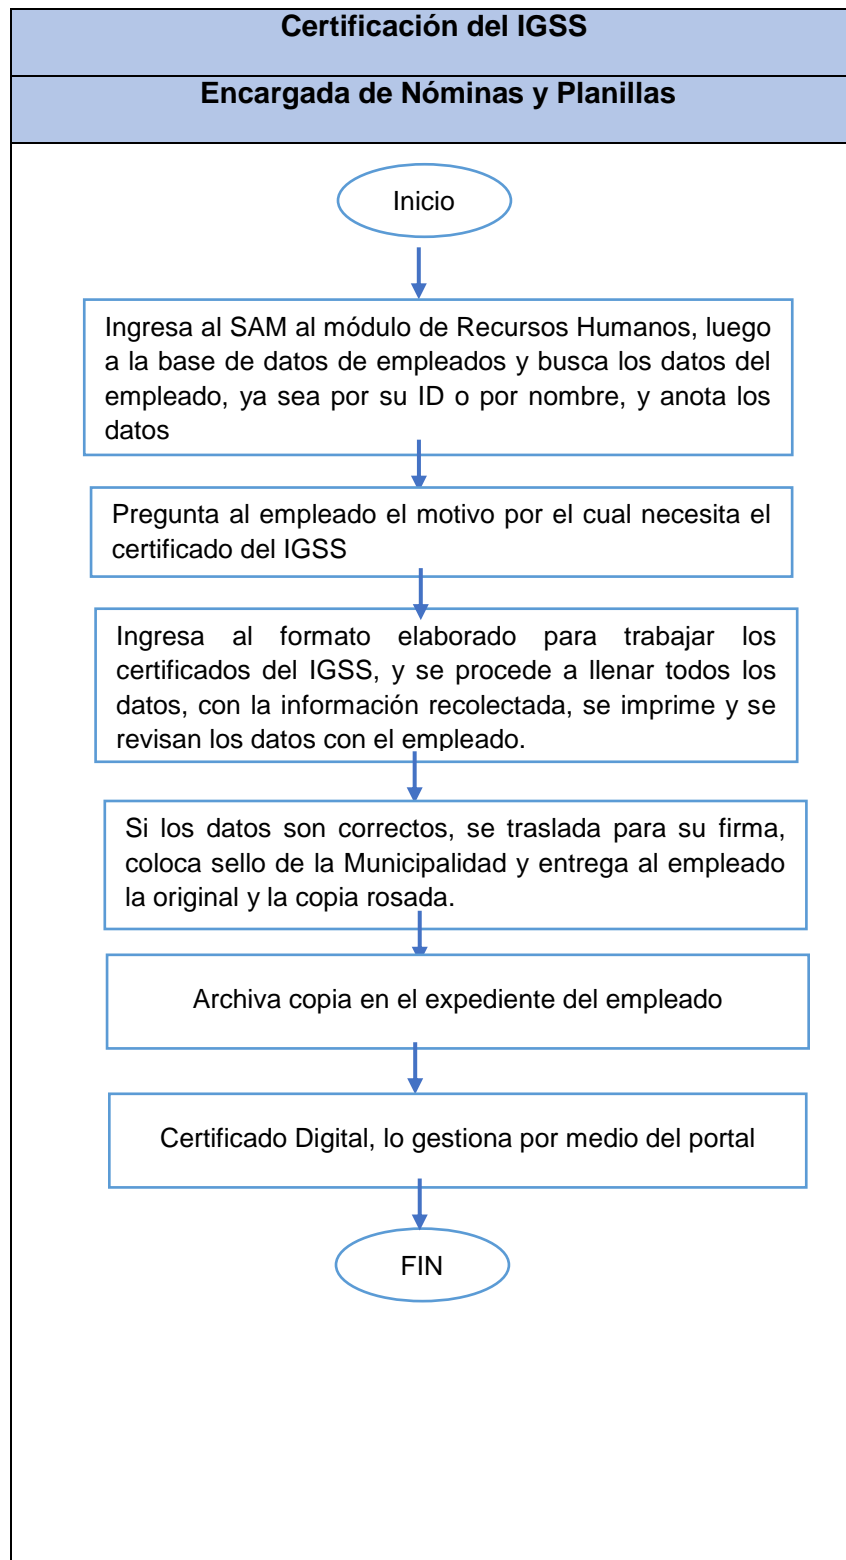 Certificación del IGSS
Encargada de Nóminas y Planillas
Inicio
Ingresa al SAM al módulo de Recursos Humanos, luego
a la base de datos de empleados y busca los datos del
empleado, ya sea por su ID o por nombre, y anota los
datos
Pregunta al empleado el motivo por el cual necesita el
certificado del IGSS
Ingresa al formato elaborado para trabajar los
certificados del IGSS, y se procede a llenar todos los
datos, con la información recolectada, se imprime y se
revisan los datos con el empleado.
Si los datos son correctos, se traslada para su firma,
coloca sello de la Municipalidad y entrega al empleado
la original y la copia rosada.
Archiva copia en el expediente del empleado
Certificado Digital, lo gestiona por medio del portal
FIN